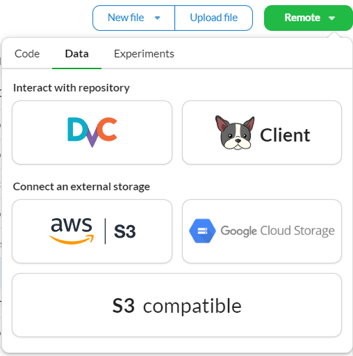 New file Upload file Remote
Code Data Experiments
Interact with repository
DVC Client
Connect an external storage
aws S3 Google Cloud Storage
S3 compatible